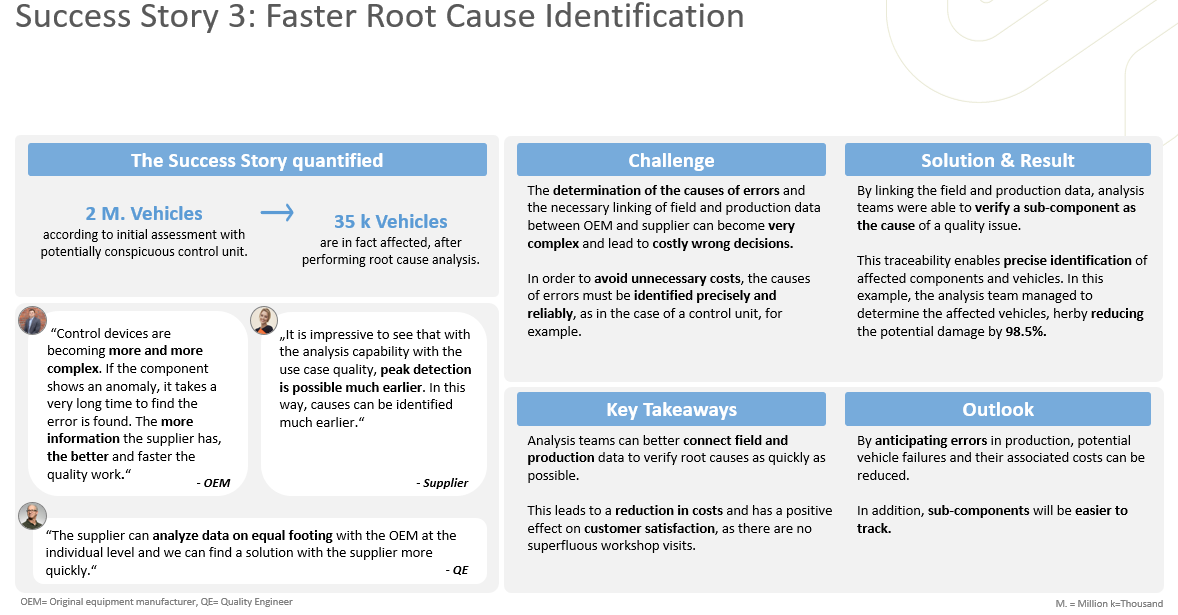 Success Story 3: Faster Root Cause Identification
The Success Story quantified
2 M. Vehicles
according to initial assessment with
potentially conspicuous control unit.
35 k Vehicles
are in fact affected, after
performing root cause analysis.
“Control devices are
becoming more and more
complex. If the component
shows an anomaly, it takes a
very long time to find the
error is found. The more
information the supplier has,
the better and faster the
quality work.“
- OEM
„It is impressive to see that with
the analysis capability with the
use case quality, peak detection
is possible much earlier. In this
way, causes can be identified
much earlier.“
- Supplier
“The supplier can analyze data on equal footing with the OEM at the
individual level and we can find a solution with the supplier more
quickly.“
- QE
Challenge
The determination of the causes of errors and
the necessary linking of field and production data
between OEM and supplier can become very
complex and lead to costly wrong decisions.
In order to avoid unnecessary costs, the causes
of errors must be identified precisely and
reliably, as in the case of a control unit, for
example.
Solution & Result
By linking the field and production data, analysis
teams were able to verify a sub-component as
the cause of a quality issue.
This traceability enables precise identification of
affected components and vehicles. In this
example, the analysis team managed to
determine the affected vehicles, herby reducing
the potential damage by 98.5%.
Key Takeaways
Analysis teams can better connect field and
production data to verify root causes as quickly as
possible.
This leads to a reduction in costs and has a positive
effect on customer satisfaction, as there are no
superfluous workshop visits.
Outlook
By anticipating errors in production, potential
vehicle failures and their associated costs can be
reduced.
In addition, sub-components will be easier to
track.
OEM= Original equipment manufacturer, QE= Quality Engineer
M. = Million k=Thousand